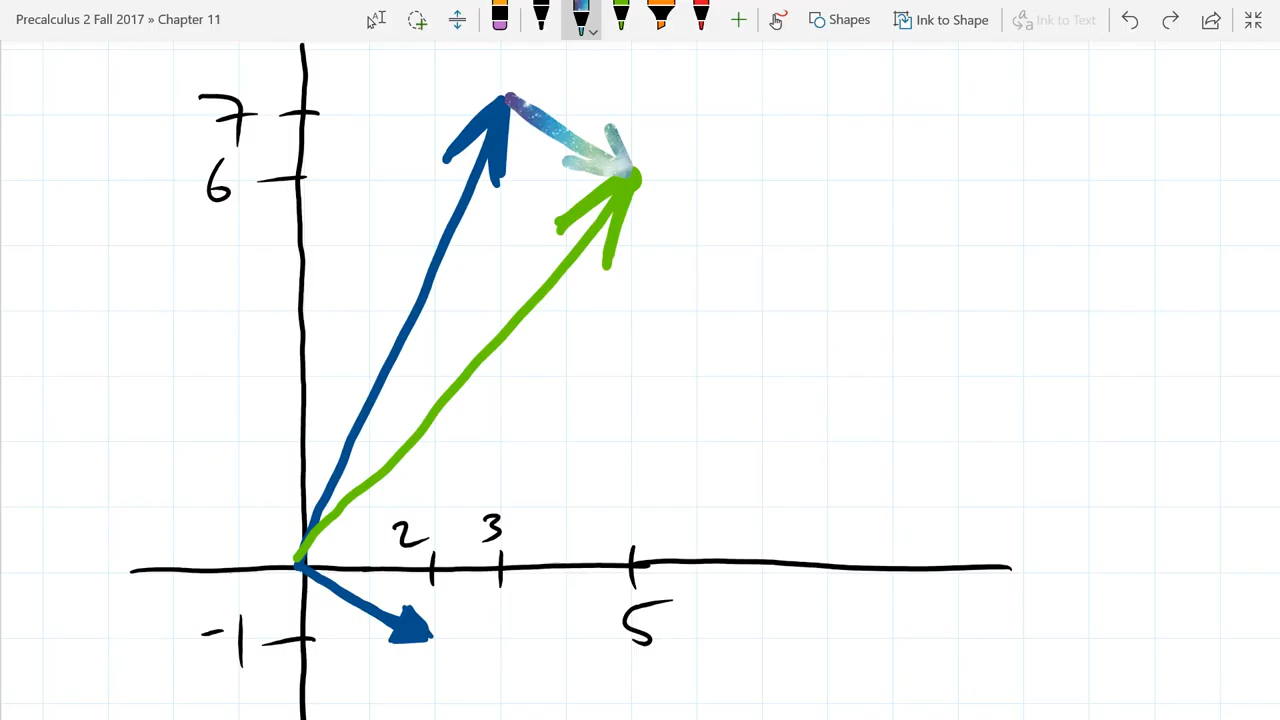 Precalculus 2 Fall 2017 » Chapter 11
Shapes
Ink to Shape
Ink to Text
7
6
2 3
-1
5